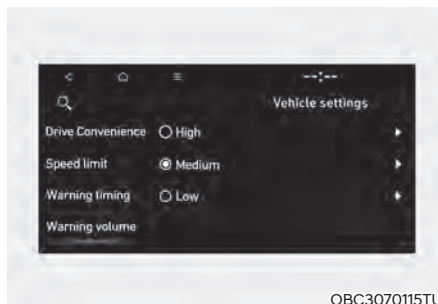 --:--
Vehicle settings
Drive Convenience
High
Speed limit
Medium
Warning timing
Low
Warning volume
OBC3070115TU